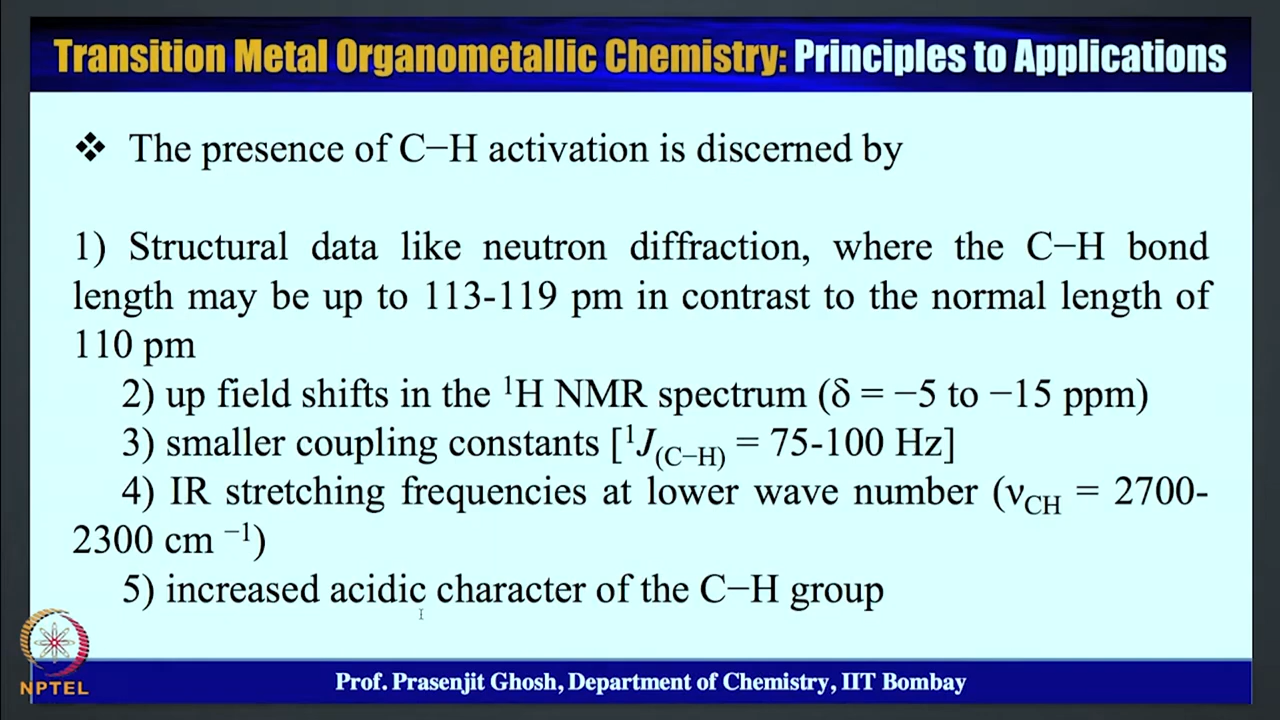 Transition Metal Organometallic Chemistry: Principles to Applications
❖ The presence of C−H activation is discerned by
1) Structural data like neutron diffraction, where the C−H bond
length may be up to 113-119 pm in contrast to the normal length of
110 pm
2) up field shifts in the ¹H NMR spectrum (δ = −5 to −15 ppm)
3) smaller coupling constants [¹J(C−H) = 75-100 Hz]
4) IR stretching frequencies at lower wave number (νCH = 2700-
2300 cm ⁻¹)
5) increased acidic character of the C−H group
NPTEL
Prof. Prasenjit Ghosh, Department of Chemistry, IIT Bombay